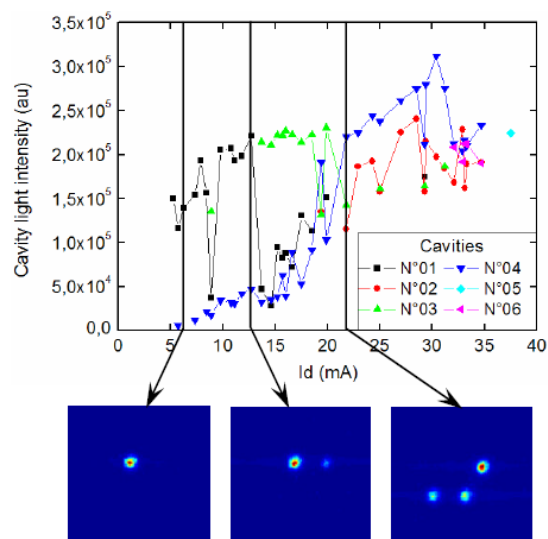 Cavity light intensity (au)
3,5x10⁵
3,0x10⁵
2,5x10⁵
2,0x10⁵
1,5x10⁵
1,0x10⁵
5,0x10⁴
0,0
0 5 10 15 20 25 30 35 40
Id (mA)
Cavities
N°01 N°04
N°02 N°05
N°03 N°06